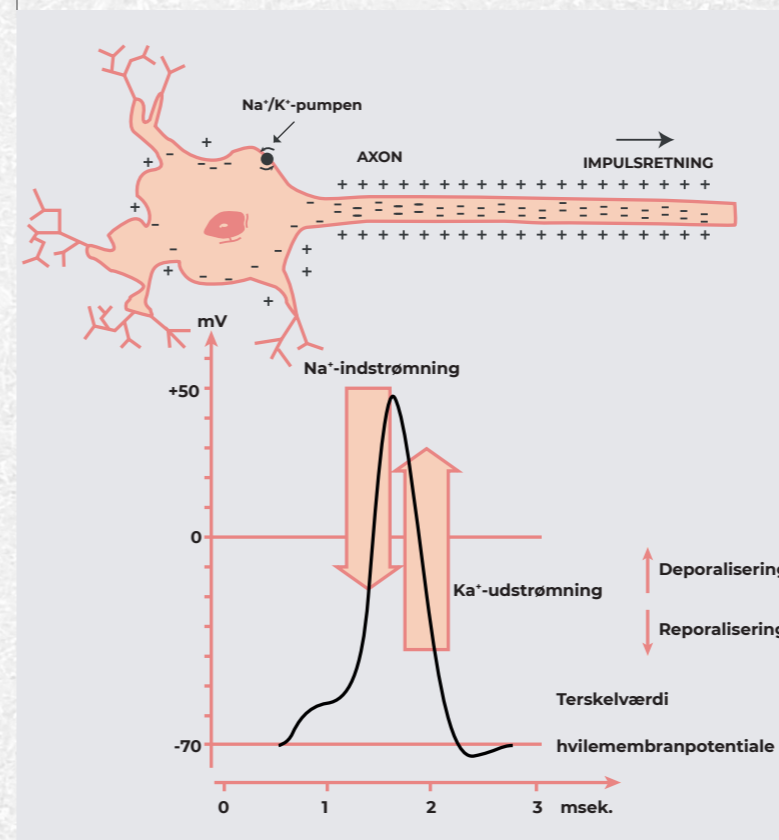 Na⁺/K⁺-pumpen
AXON
IMPULSRETNING
mV
Na⁺-indstrømning
+50
0
Ka⁺-udstrømning
Deporalisering
Reporalisering
Terskelværdi
-70
hvilemembranpotentiale
0 1 2 3 msek.